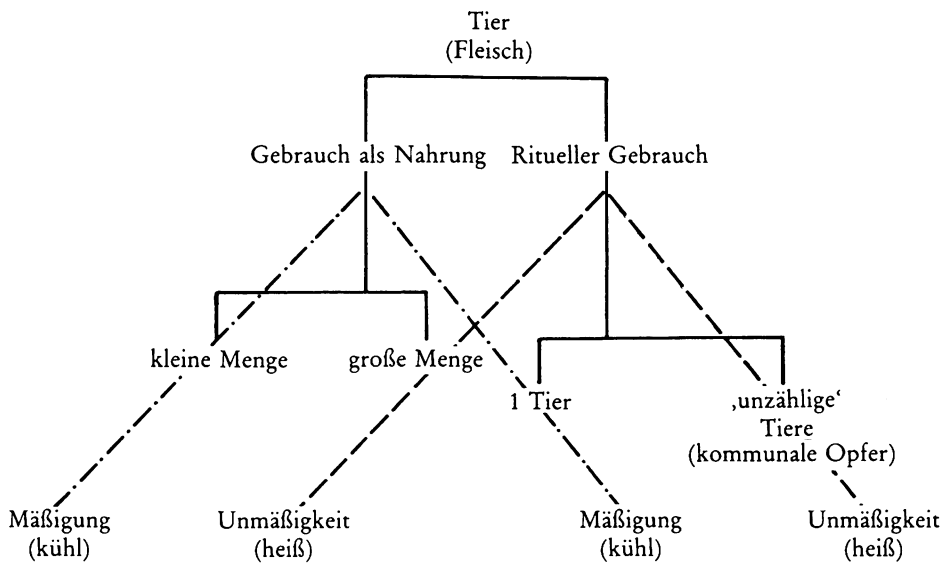 Tier
(Fleisch)
Gebrauch als Nahrung
Ritueller Gebrauch
kleine Menge
große Menge
1 Tier
‚unzählige‘
Tiere
(kommunale Opfer)
Mäßigung
(kühl)
Unmäßigkeit
(heiß)
Mäßigung
(kühl)
Unmäßigkeit
(heiß)